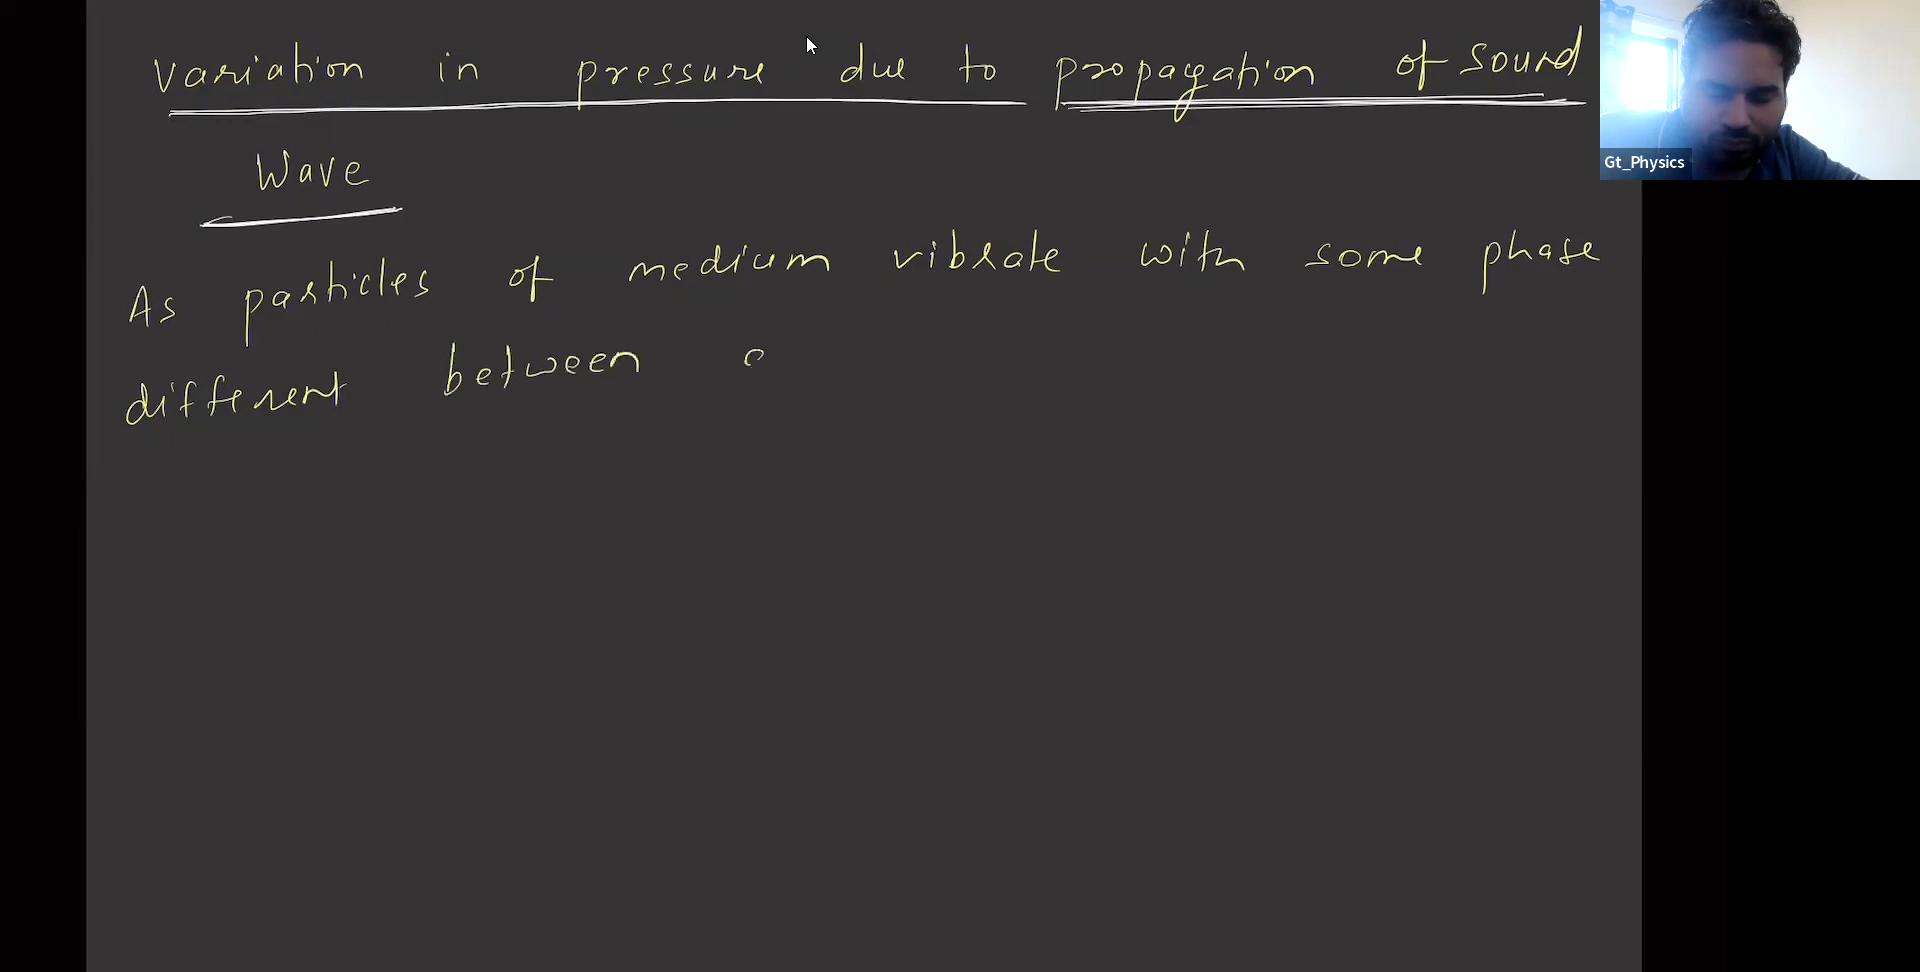 variation in pressure due to propagation of sound
Wave
As particles of medium vibrate with some phase
different between
Gt_Physics